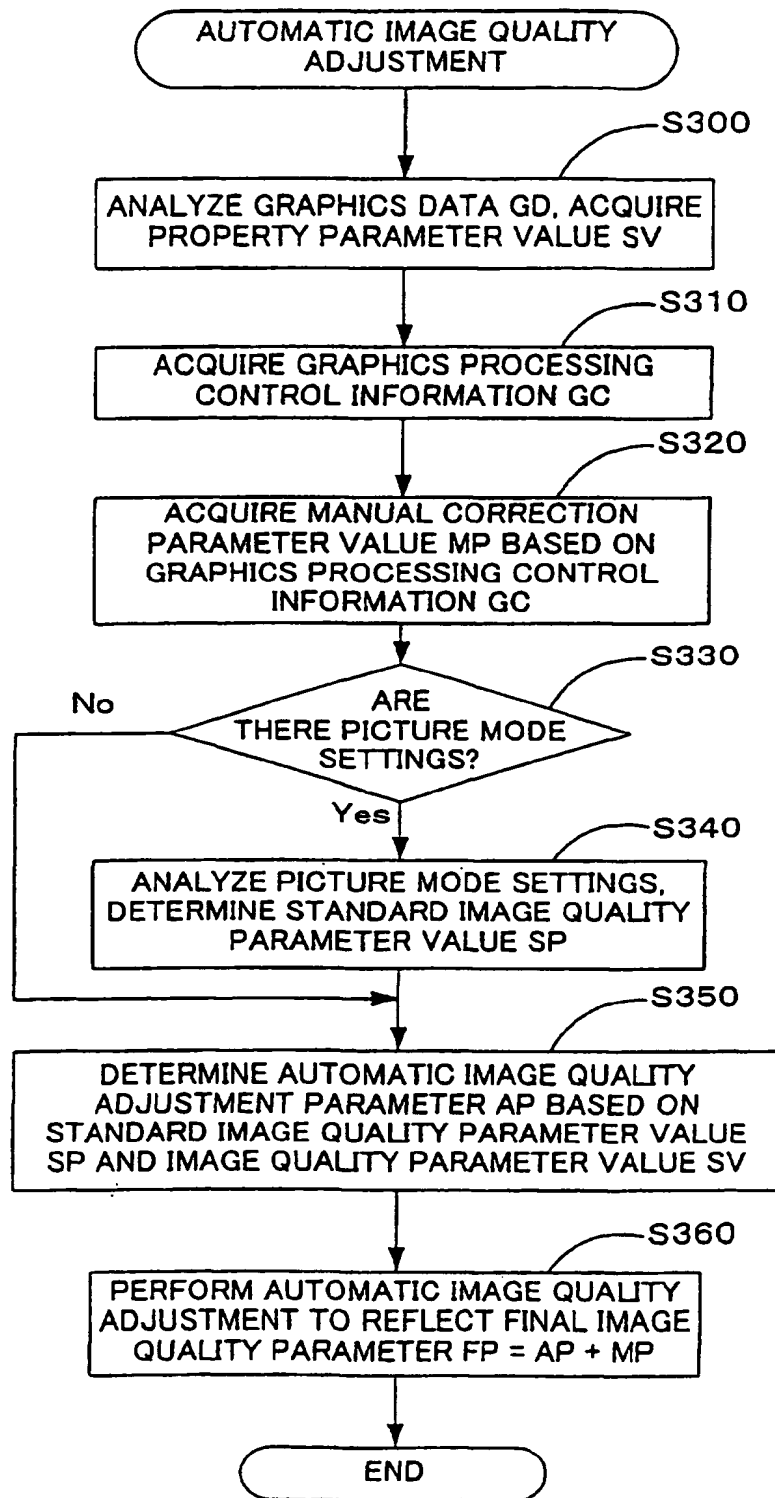 AUTOMATIC IMAGE QUALITY
ADJUSTMENT
S300
ANALYZE GRAPHICS DATA GD, ACQUIRE
PROPERTY PARAMETER VALUE SV
S310
ACQUIRE GRAPHICS PROCESSING
CONTROL INFORMATION GC
S320
ACQUIRE MANUAL CORRECTION
PARAMETER VALUE MP BASED ON
GRAPHICS PROCESSING CONTROL
INFORMATION GC
S330
ARE
THERE PICTURE MODE
SETTINGS?
No
Yes
S340
ANALYZE PICTURE MODE SETTINGS,
DETERMINE STANDARD IMAGE QUALITY
PARAMETER VALUE SP
S350
DETERMINE AUTOMATIC IMAGE QUALITY
ADJUSTMENT PARAMETER AP BASED ON
STANDARD IMAGE QUALITY PARAMETER VALUE
SP AND IMAGE QUALITY PARAMETER VALUE SV
S360
PERFORM AUTOMATIC IMAGE QUALITY
ADJUSTMENT TO REFLECT FINAL IMAGE
QUALITY PARAMETER FP = AP + MP
END